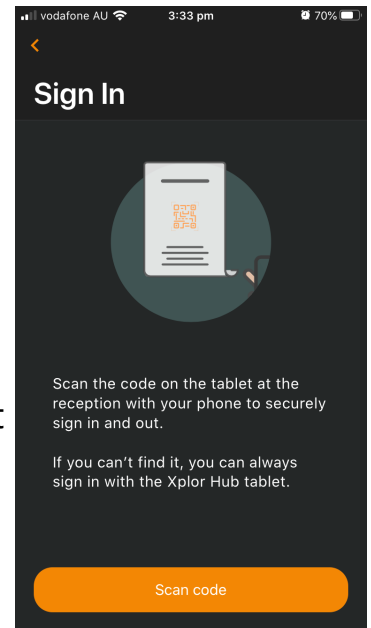 vodafone AU 3:33 pm 70%
Sign In
Scan the code on the tablet at the
reception with your phone to securely
sign in and out.
If you can’t find it, you can always
sign in with the Xplor Hub tablet.
Scan code